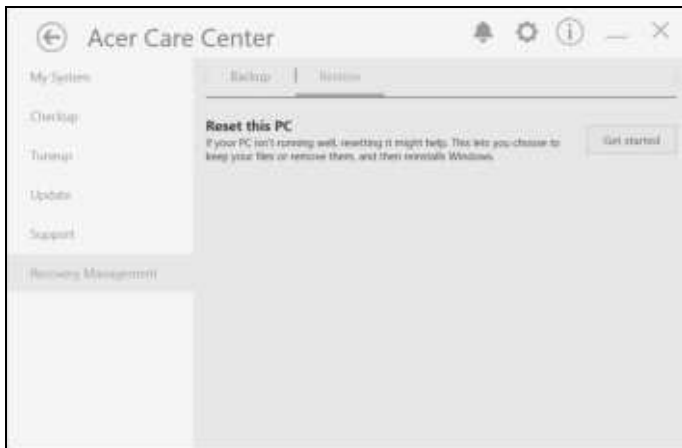 Acer Care Center
My System
Backup
Restore
Checkup
Reset this PC
If your PC isn't running well, resetting it might help. This lets you choose to
keep your files or remove them, and then reinstalls Windows.
Get started
Tuneup
Update
Support
Recovery Management